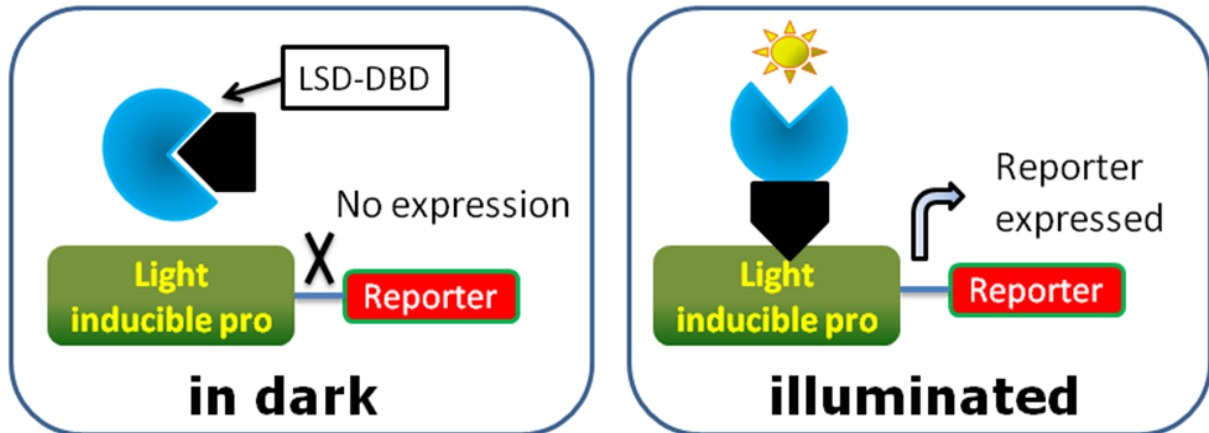 LSD-DBD
No expression
Light
inducible pro
Reporter
in dark
Reporter
expressed
Light
inducible pro
Reporter
illuminated